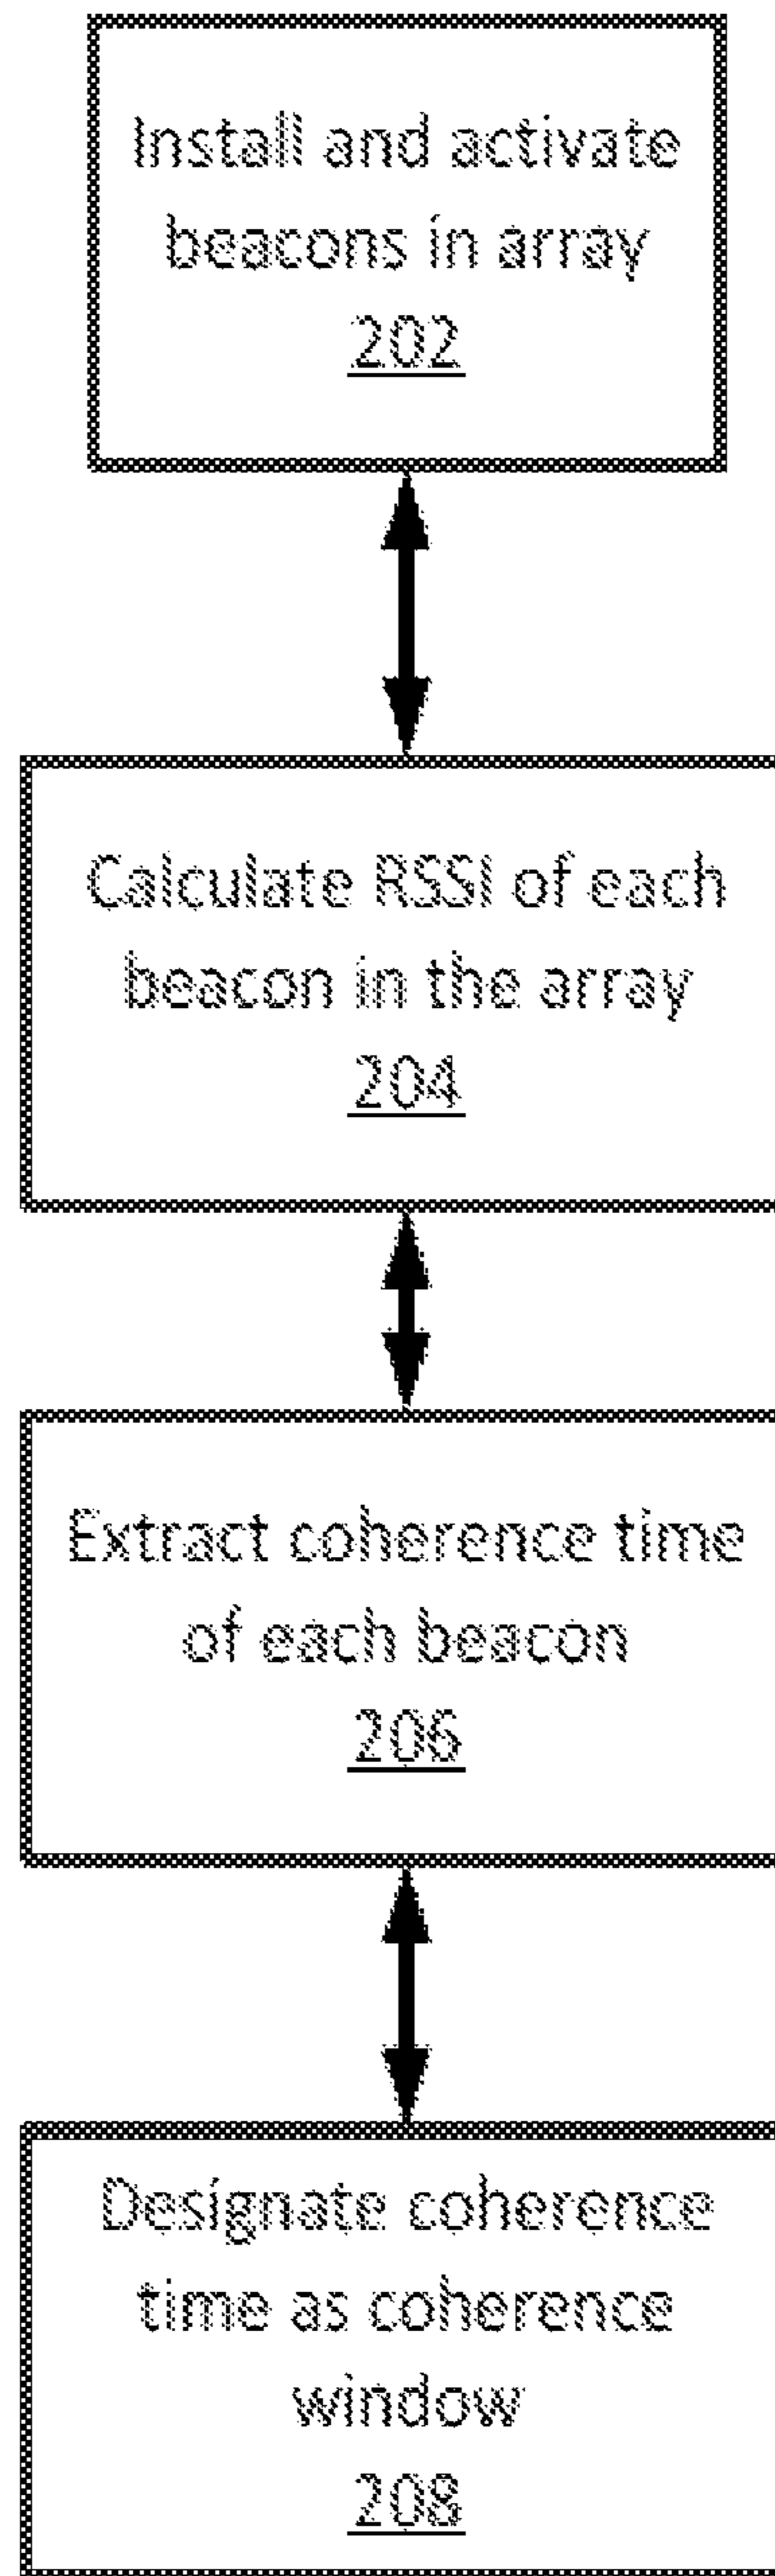 Install and activate
beacons in array
202
Calculate RSSI of each
beacon in the array
204
Extract coherence time
of each beacon
206
Designate coherence
time as coherence
window
208